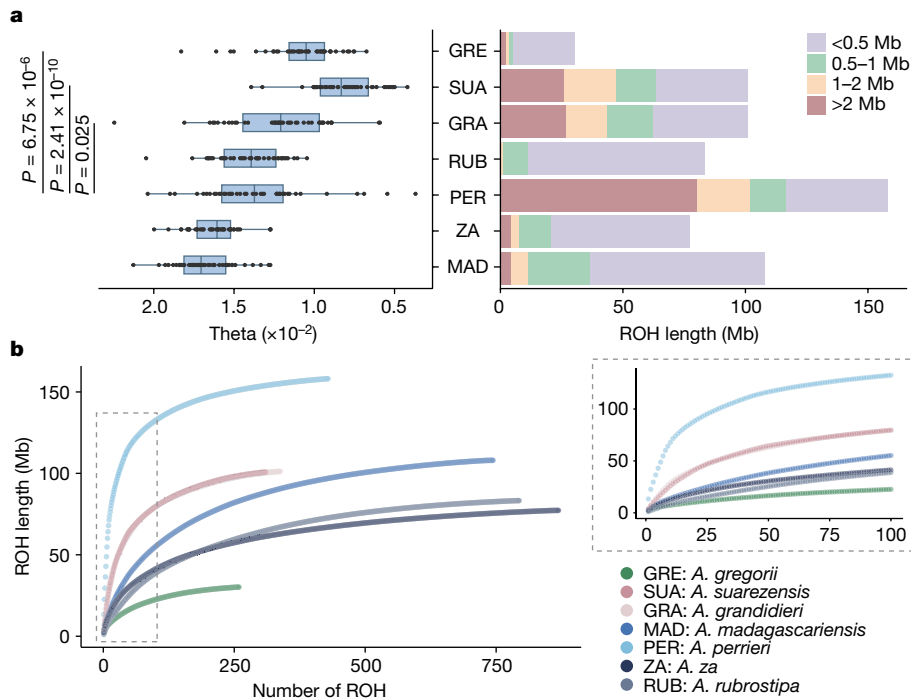 a
P = 6.75 × 10⁻⁶
P = 2.41 × 10⁻¹⁰
P = 0.025
GRE
SUA
GRA
RUB
PER
ZA
MAD
2.0 1.5 1.0 0.5
Theta (×10⁻²)
<0.5 Mb
0.5–1 Mb
1–2 Mb
>2 Mb
0 50 100 150
ROH length (Mb)
b
150
100
50
0
ROH length (Mb)
0 250 500 750
Number of ROH
100
50
0
0 25 50 75 100
GRE: A. gregorii
SUA: A. suarezensis
GRA: A. grandidieri
MAD: A. madagascariensis
PER: A. perrieri
ZA: A. za
RUB: A. rubrostipa